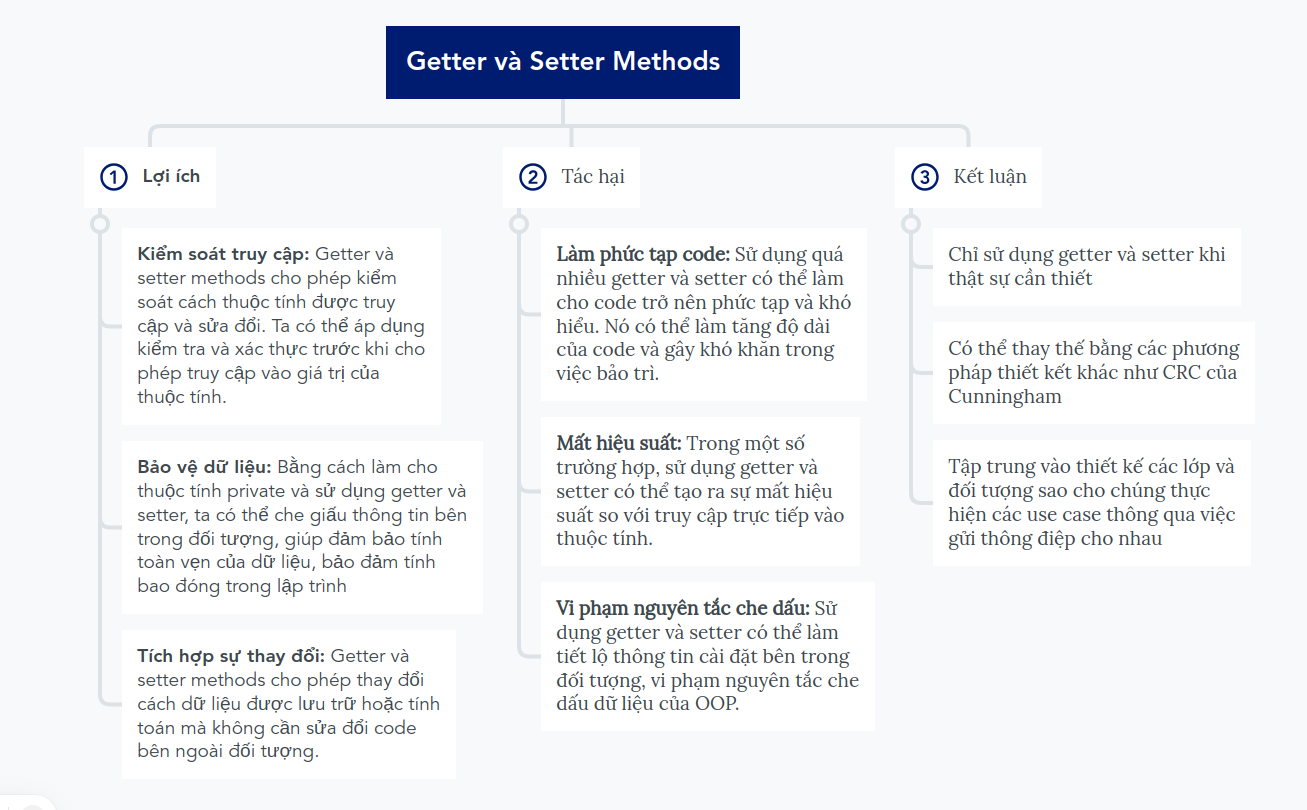 Getter và Setter Methods
1 Lợi ích
Kiểm soát truy cập: Getter và
setter methods cho phép kiểm
soát cách thuộc tính được truy
cập và sửa đổi. Ta có thể áp dụng
kiểm tra và xác thực trước khi cho
phép truy cập vào giá trị của
thuộc tính.
Bảo vệ dữ liệu: Bằng cách làm cho
thuộc tính private và sử dụng getter và
setter, ta có thể che giấu thông tin bên
trong đối tượng, giúp đảm bảo tính
toàn vẹn của dữ liệu, bảo đảm tính
bao đóng trong lập trình
Tích hợp sự thay đổi: Getter và
setter methods cho phép thay đổi
cách dữ liệu được lưu trữ hoặc tính
toán mà không cần sửa đổi code
bên ngoài đối tượng.
2 Tác hại
Làm phức tạp code: Sử dụng quá
nhiều getter và setter có thể làm
cho code trở nên phức tạp và khó
hiểu. Nó có thể làm tăng độ dài
của code và gây khó khăn trong
việc bảo trì.
Mất hiệu suất: Trong một số
trường hợp, sử dụng getter và
setter có thể tạo ra sự mất hiệu
suất so với truy cập trực tiếp vào
thuộc tính.
Vi phạm nguyên tắc che dấu: Sử
dụng getter và setter có thể làm
tiết lộ thông tin cài đặt bên trong
đối tượng, vi phạm nguyên tắc che
dấu dữ liệu của OOP.
3 Kết luận
Chỉ sử dụng getter và setter khi
thật sự cần thiết
Có thể thay thế bằng các phương
pháp thiết kết khác như CRC của
Cunningham
Tập trung vào thiết kế các lớp và
đối tượng sao cho chúng thực
hiện các use case thông qua việc
gửi thông điệp cho nhau